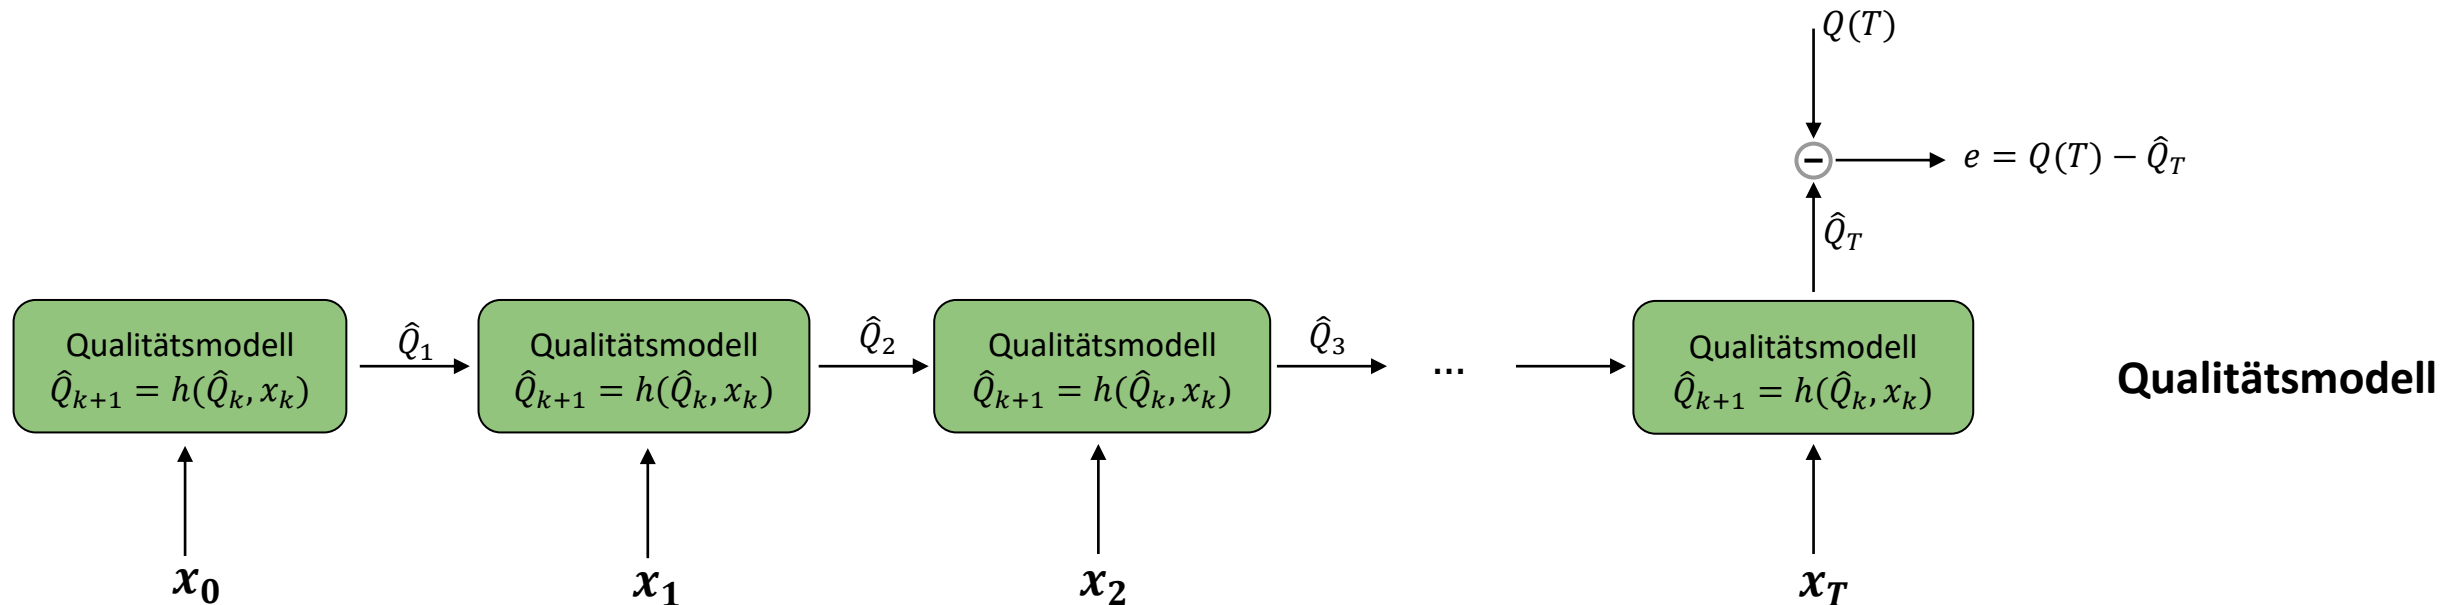 Q(T)
e = Q(T) − Q̂_T
Q̂_T
Qualitätsmodell
Q̂_{k+1} = h(Q̂_k, x_k)
Q̂_1
Qualitätsmodell
Q̂_{k+1} = h(Q̂_k, x_k)
Q̂_2
Qualitätsmodell
Q̂_{k+1} = h(Q̂_k, x_k)
Q̂_3
...
Qualitätsmodell
Q̂_{k+1} = h(Q̂_k, x_k)
Qualitätsmodell
x_0
x_1
x_2
x_T